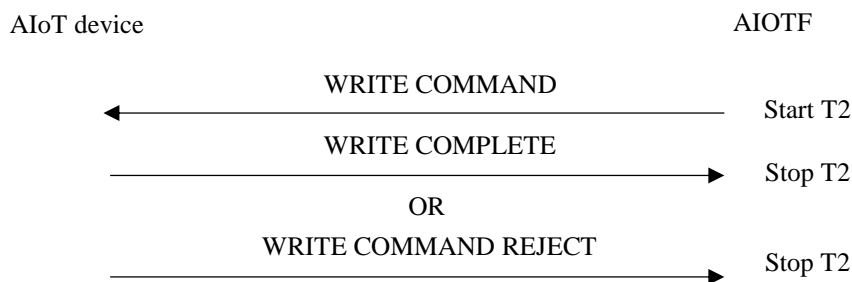 AIoT device
AIOTF
WRITE COMMAND
Start T2
WRITE COMPLETE
Stop T2
OR
WRITE COMMAND REJECT
Stop T2